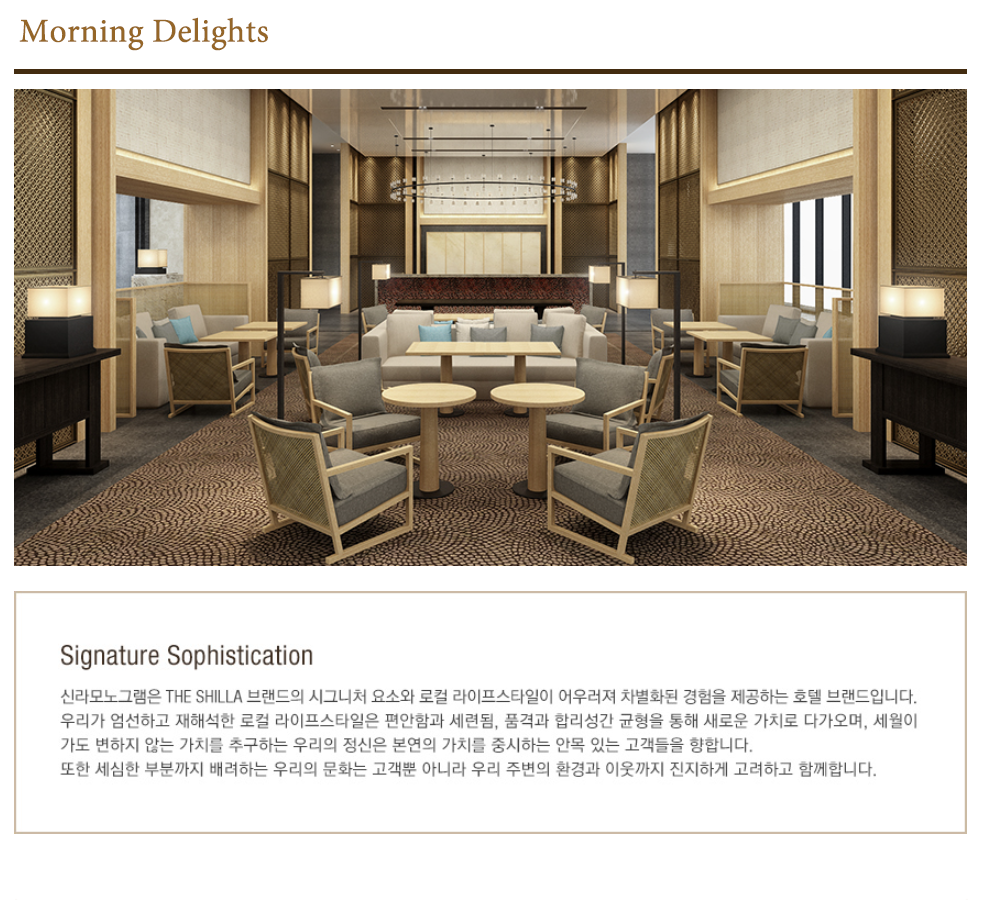 Morning Delights
Signature Sophistication
신라모노그램은 THE SHILLA 브랜드의 시그니처 요소와 로컬 라이프스타일이 어우러져 차별화된 경험을 제공하는 호텔 브랜드입니다.
우리가 엄선하고 재해석한 로컬 라이프스타일은 편안함과 세련됨, 품격과 합리성간 균형을 통해 새로운 가치로 다가오며, 세월이
가도 변하지 않는 가치를 추구하는 우리의 정신은 본연의 가치를 중시하는 안목 있는 고객들을 향합니다.
또한 세심한 부분까지 배려하는 우리의 문화는 고객뿐 아니라 우리 주변의 환경과 이웃까지 진지하게 고려하고 함께합니다.